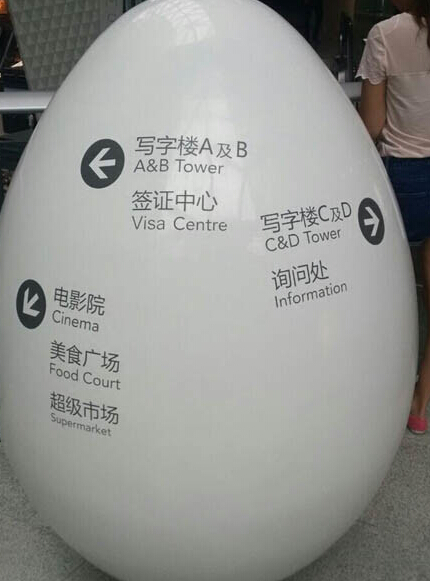 写字楼A及B
A&B Tower
签证中心
Visa Centre
写字楼C及D
C&D Tower
询问处
Information
电影院
Cinema
美食广场
Food Court
超级市场
Supermarket